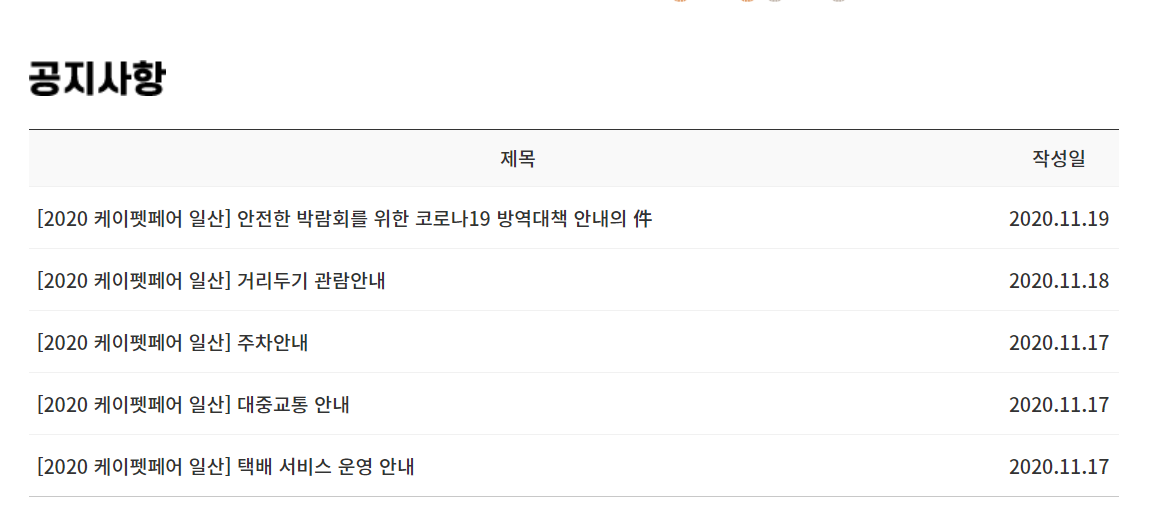 공지사항
제목 작성일
[2020 케이펫페어 일산] 안전한 박람회를 위한 코로나19 방역대책 안내의 件 2020.11.19
[2020 케이펫페어 일산] 거리두기 관람안내 2020.11.18
[2020 케이펫페어 일산] 주차안내 2020.11.17
[2020 케이펫페어 일산] 대중교통 안내 2020.11.17
[2020 케이펫페어 일산] 택배 서비스 운영 안내 2020.11.17